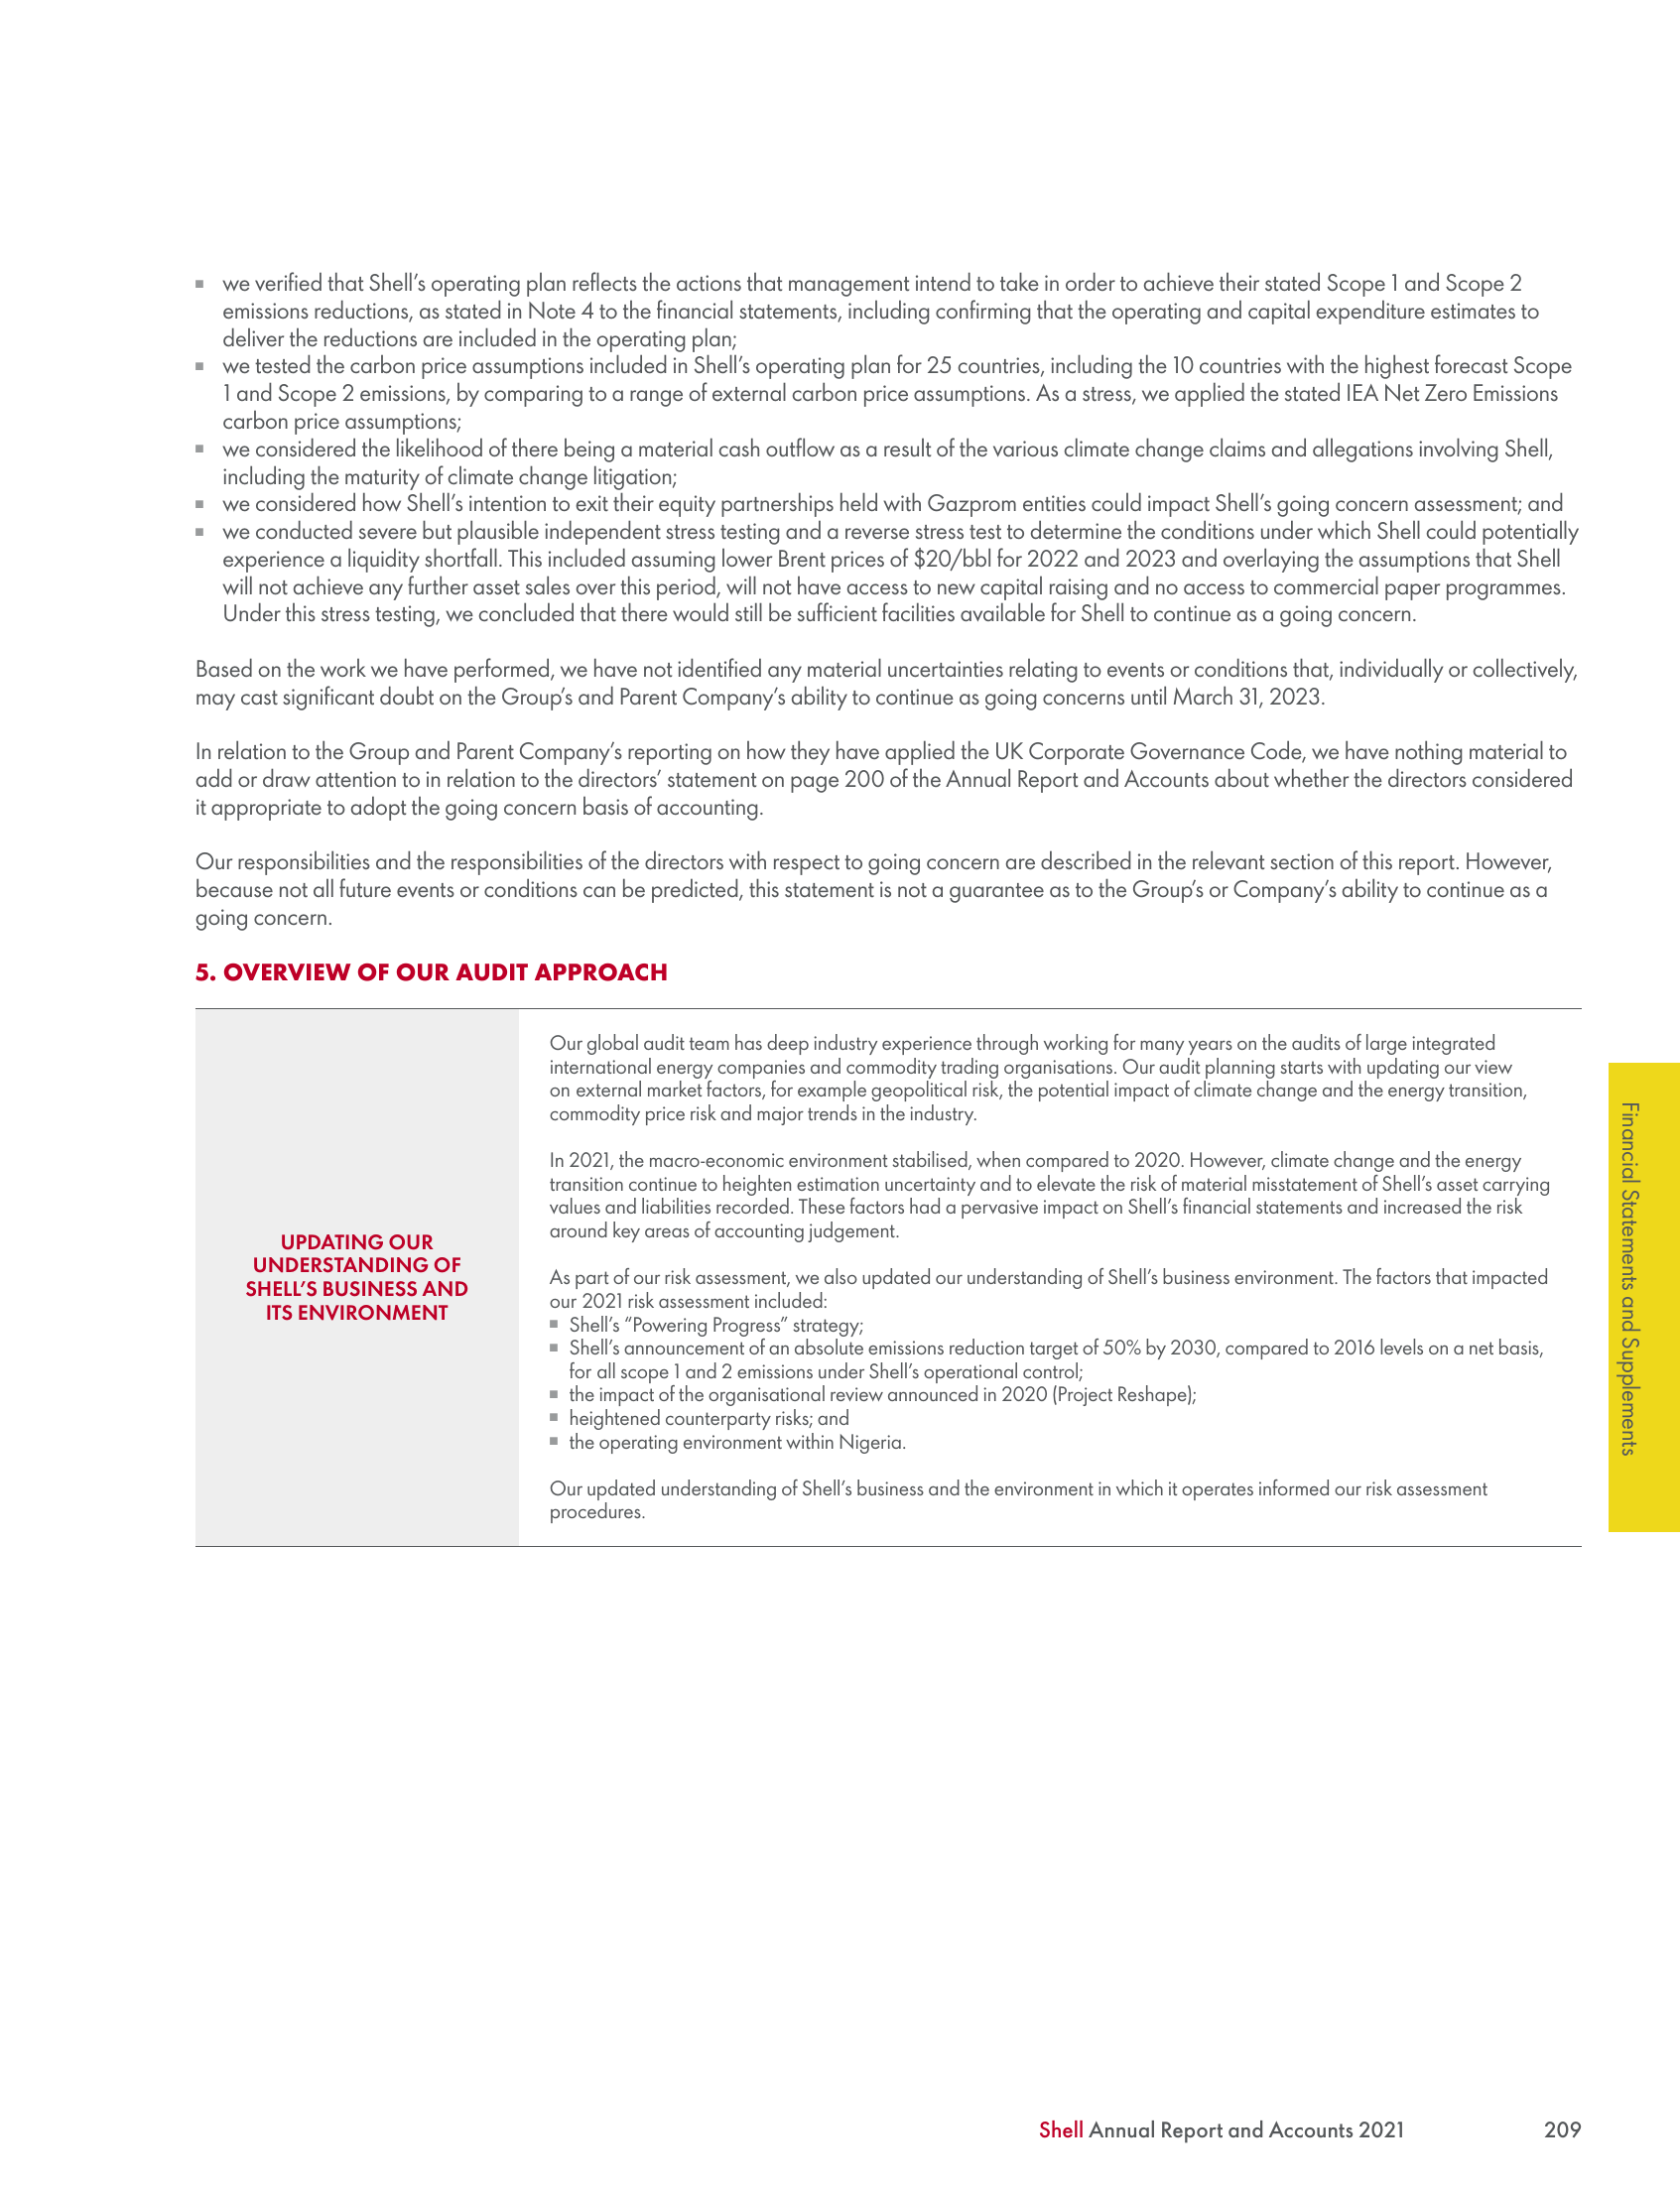 ▪ we verified that Shell’s operating plan reflects the actions that management intend to take in order to achieve their stated Scope 1 and Scope 2
emissions reductions, as stated in Note 4 to the financial statements, including confirming that the operating and capital expenditure estimates to
deliver the reductions are included in the operating plan;
▪ we tested the carbon price assumptions included in Shell’s operating plan for 25 countries, including the 10 countries with the highest forecast Scope
1 and Scope 2 emissions, by comparing to a range of external carbon price assumptions. As a stress, we applied the stated IEA Net Zero Emissions
carbon price assumptions;
▪ we considered the likelihood of there being a material cash outflow as a result of the various climate change claims and allegations involving Shell,
including the maturity of climate change litigation;
▪ we considered how Shell’s intention to exit their equity partnerships held with Gazprom entities could impact Shell’s going concern assessment; and
▪ we conducted severe but plausible independent stress testing and a reverse stress test to determine the conditions under which Shell could potentially
experience a liquidity shortfall. This included assuming lower Brent prices of $20/bbl for 2022 and 2023 and overlaying the assumptions that Shell
will not achieve any further asset sales over this period, will not have access to new capital raising and no access to commercial paper programmes.
Under this stress testing, we concluded that there would still be sufficient facilities available for Shell to continue as a going concern.
Based on the work we have performed, we have not identified any material uncertainties relating to events or conditions that, individually or collectively,
may cast significant doubt on the Group’s and Parent Company’s ability to continue as going concerns until March 31, 2023.
In relation to the Group and Parent Company’s reporting on how they have applied the UK Corporate Governance Code, we have nothing material to
add or draw attention to in relation to the directors’ statement on page 200 of the Annual Report and Accounts about whether the directors considered
it appropriate to adopt the going concern basis of accounting.
Our responsibilities and the responsibilities of the directors with respect to going concern are described in the relevant section of this report. However,
because not all future events or conditions can be predicted, this statement is not a guarantee as to the Group’s or Company’s ability to continue as a
going concern.
5. OVERVIEW OF OUR AUDIT APPROACH
UPDATING OUR
UNDERSTANDING OF
SHELL’S BUSINESS AND
ITS ENVIRONMENT
Our global audit team has deep industry experience through working for many years on the audits of large integrated
international energy companies and commodity trading organisations. Our audit planning starts with updating our view
on external market factors, for example geopolitical risk, the potential impact of climate change and the energy transition,
commodity price risk and major trends in the industry.
In 2021, the macro-economic environment stabilised, when compared to 2020. However, climate change and the energy
transition continue to heighten estimation uncertainty and to elevate the risk of material misstatement of Shell’s asset carrying
values and liabilities recorded. These factors had a pervasive impact on Shell’s financial statements and increased the risk
around key areas of accounting judgement.
As part of our risk assessment, we also updated our understanding of Shell’s business environment. The factors that impacted
our 2021 risk assessment included:
▪ Shell’s “Powering Progress” strategy;
▪ Shell’s announcement of an absolute emissions reduction target of 50% by 2030, compared to 2016 levels on a net basis,
for all scope 1 and 2 emissions under Shell’s operational control;
▪ the impact of the organisational review announced in 2020 (Project Reshape);
▪ heightened counterparty risks; and
▪ the operating environment within Nigeria.
Our updated understanding of Shell’s business and the environment in which it operates informed our risk assessment
procedures.
Financial Statements and Supplements
Shell Annual Report and Accounts 2021 209